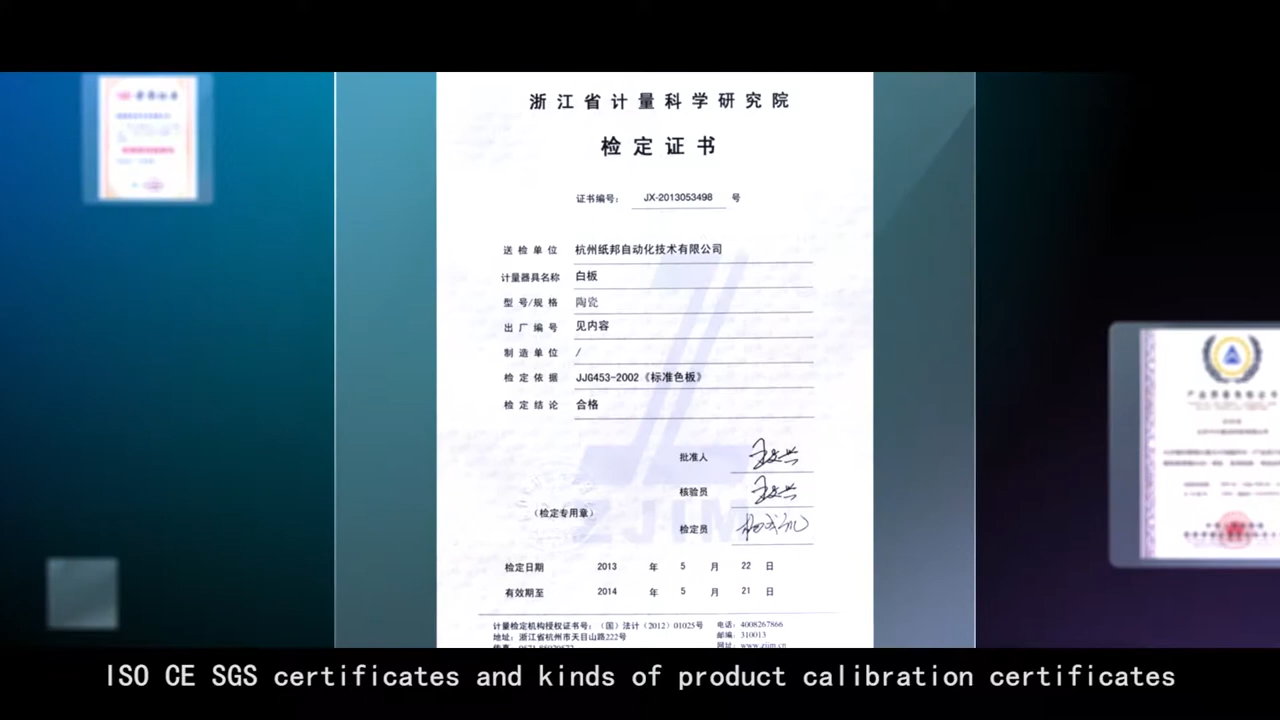 浙江省计量科学研究院
检定证书
证书编号: JX-2013053498 号
送检单位 杭州纸邦自动化技术有限公司
计量器具名称 白板
型号/规格 陶瓷
出厂编号 见内容
制造单位 /
检定依据 JJG453-2002《标准色板》
检定结论 合格
批准人
核验员
(检定专用章)
检定员
ZJIM
检定日期 2013 年 5 月 22 日
有效期至 2014 年 5 月 21 日
计量检定机构授权证书号: (国)法计(2012)01025号 电话: 4008267866
地址: 浙江省杭州市天目山路222号 邮编: 310013
网址: www.zjim.cn
ISO CE SGS certificates and kinds of product calibration certificates